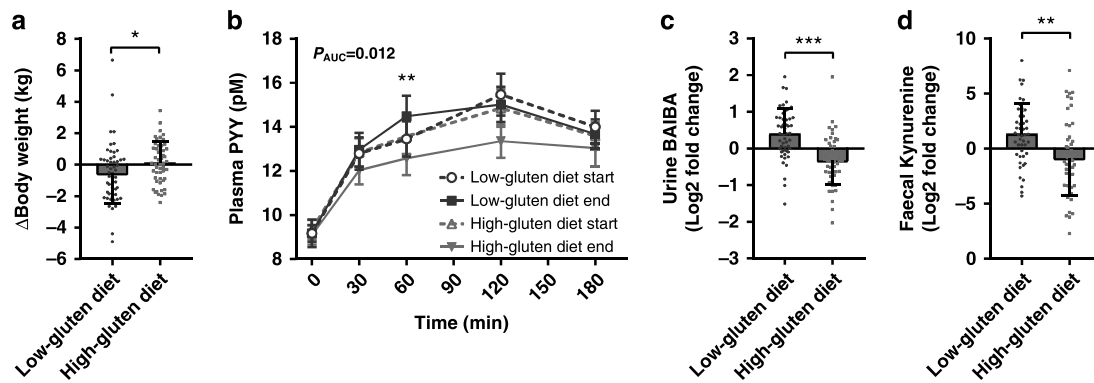 a
ΔBody weight (kg)
8
6
4
2
0
–2
–4
–6
*
Low-gluten diet
High-gluten diet
b
Plasma PYY (pM)
18
16
14
12
10
8
P_AUC=0.012
**
Low-gluten diet start
Low-gluten diet end
High-gluten diet start
High-gluten diet end
0
30
60
90
120
150
180
Time (min)
c
Urine BAIBA
(Log2 fold change)
3
2
1
0
–1
–2
–3
***
Low-gluten diet
High-gluten diet
d
Faecal Kynurenine
(Log2 fold change)
10
5
0
–5
0
**
Low-gluten diet
High-gluten diet